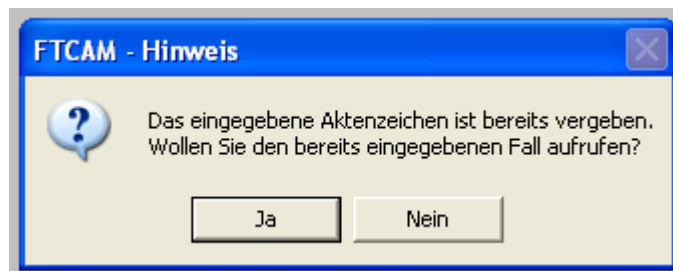 FTCAM - Hinweis
Das eingegebene Aktenzeichen ist bereits vergeben.
Wollen Sie den bereits eingegebenen Fall aufrufen?
Ja Nein